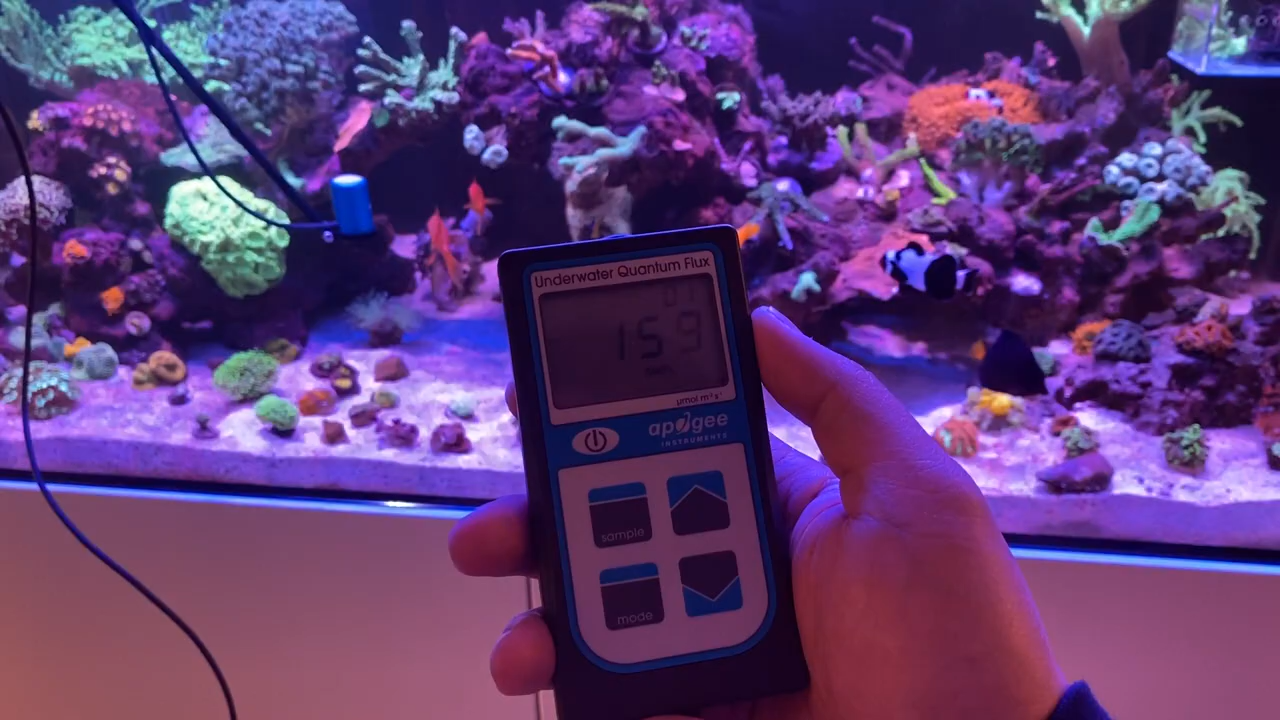 Underwater Quantum Flux
159
µmol m⁻² s⁻¹
apogee
INSTRUMENTS
sample
mode